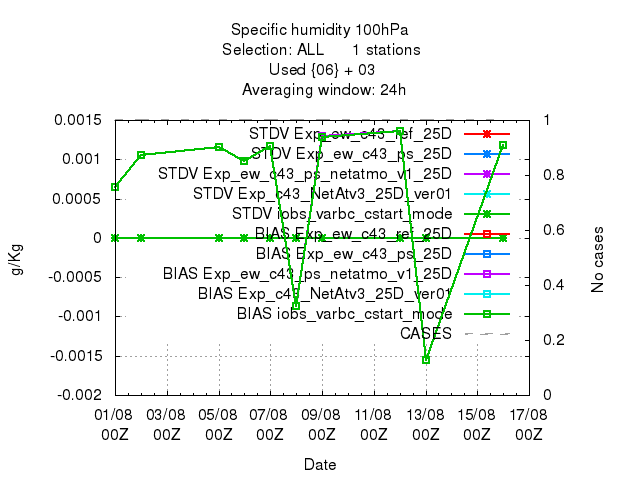 Specific humidity 100hPa
Selection: ALL 1 stations
Used {06} + 03
Averaging window: 24h
0.0015
0.001
0.0005
0
-0.0005
-0.001
-0.0015
-0.002
g/Kg
STDV Exp_ew_c43_ref_25D
STDV Exp_ew_c43_ps_25D
STDV Exp_ew_c43_ps_netatmo_v1_25D
STDV Exp_c43_NetAtv3_25D_ver01
STDV iobs_varbc_cstart_mode
BIAS Exp_ew_c43_ref_25D
BIAS Exp_ew_c43_ps_25D
BIAS Exp_ew_c43_ps_netatmo_v1_25D
BIAS Exp_c43_NetAtv3_25D_ver01
BIAS iobs_varbc_cstart_mode
CASES
1
0.8
0.6
0.4
0.2
0
No cases
01/08 03/08 05/08 07/08 09/08 11/08 13/08 15/08 17/08
00Z 00Z 00Z 00Z 00Z 00Z 00Z 00Z 00Z
Date